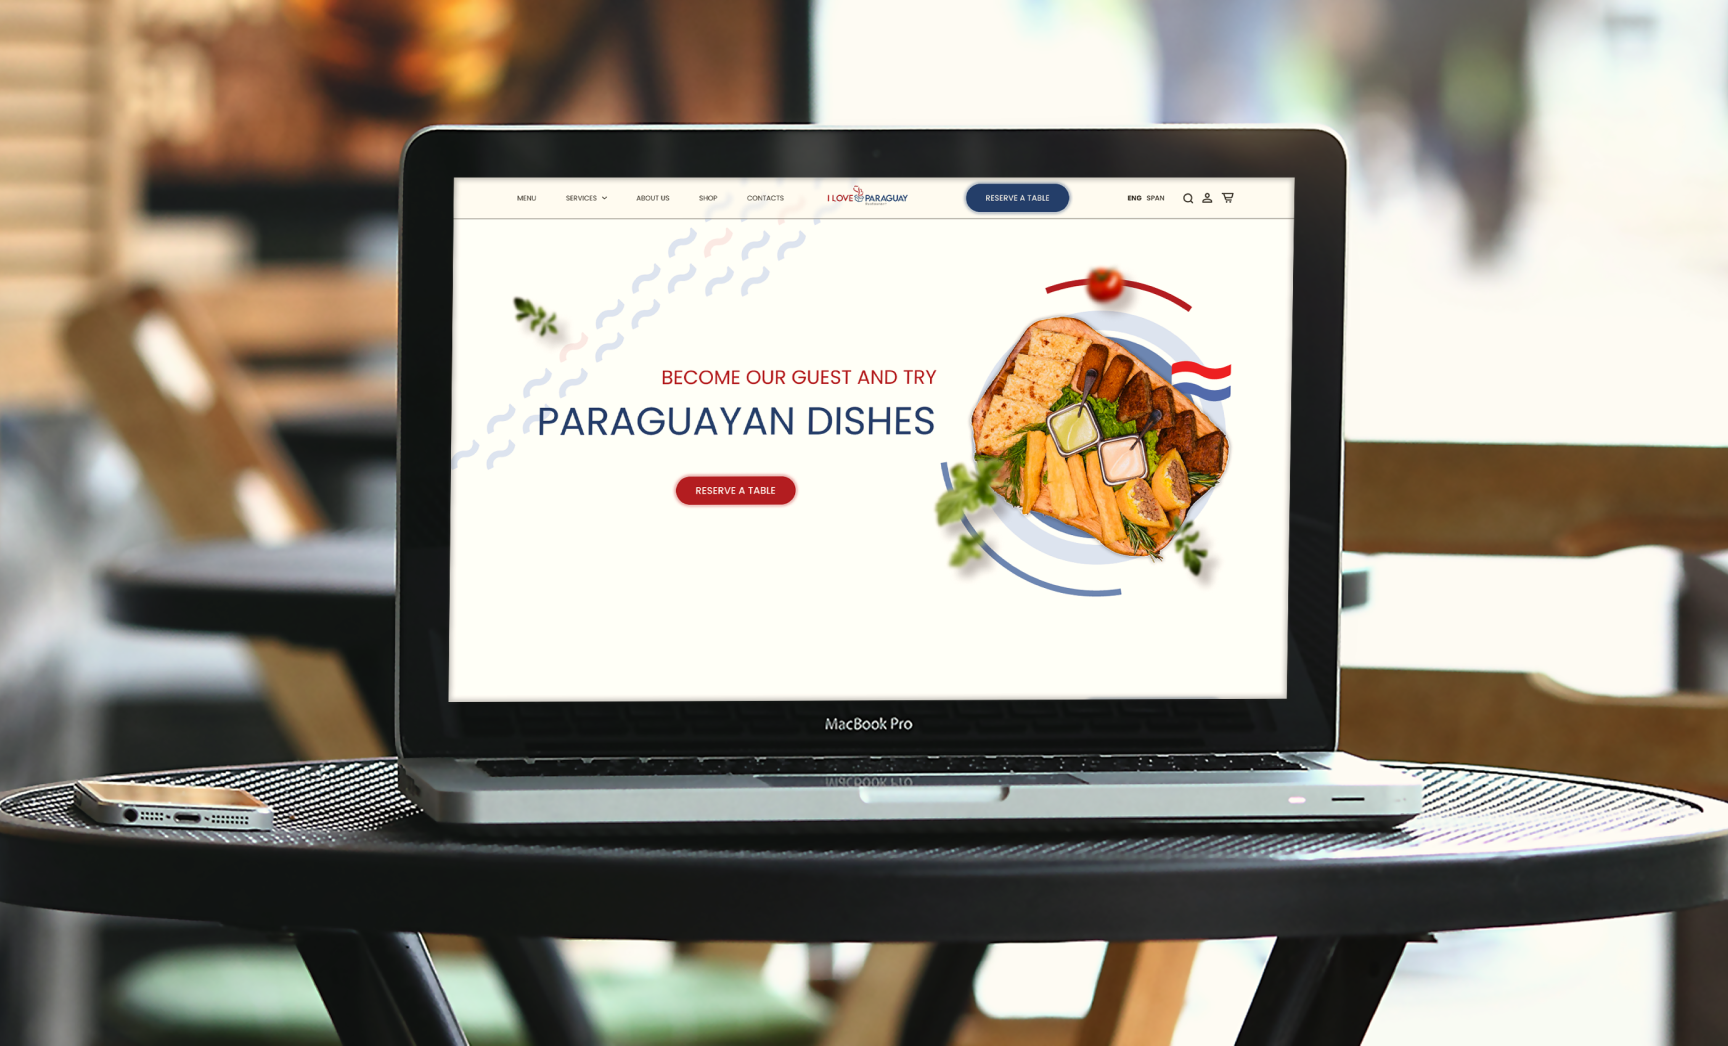 MENU
SERVICES
ABOUT US
SHOP
CONTACTS
I LOVE PARAGUAY
RESERVE A TABLE
ENG SPAN
BECOME OUR GUEST AND TRY
PARAGUAYAN DISHES
RESERVE A TABLE
MacBook Pro